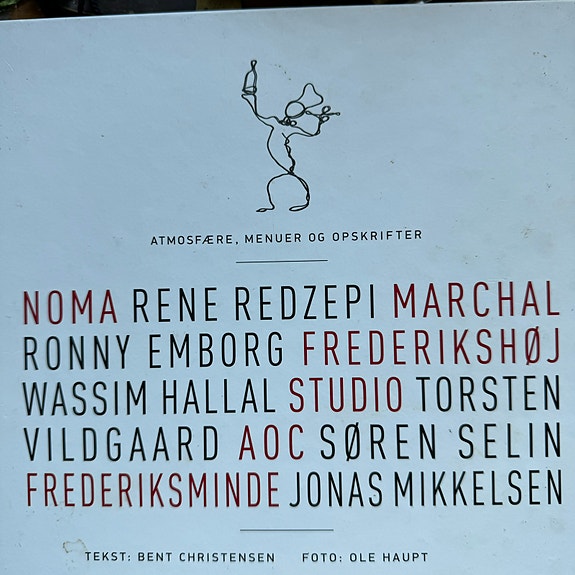 ATMOSFÆRE, MENUER OG OPSKRIFTER
NOMA RENE REDZEPI MARCHAL
RONNY EMBORG FREDERIKSHØJ
WASSIM HALLAL STUDIO TORSTEN
VILDGAARD AOC SØREN SELIN
FREDERIKSMINDE JONAS MIKKELSEN
TEKST: BENT CHRISTENSEN FOTO: OLE HAUPT